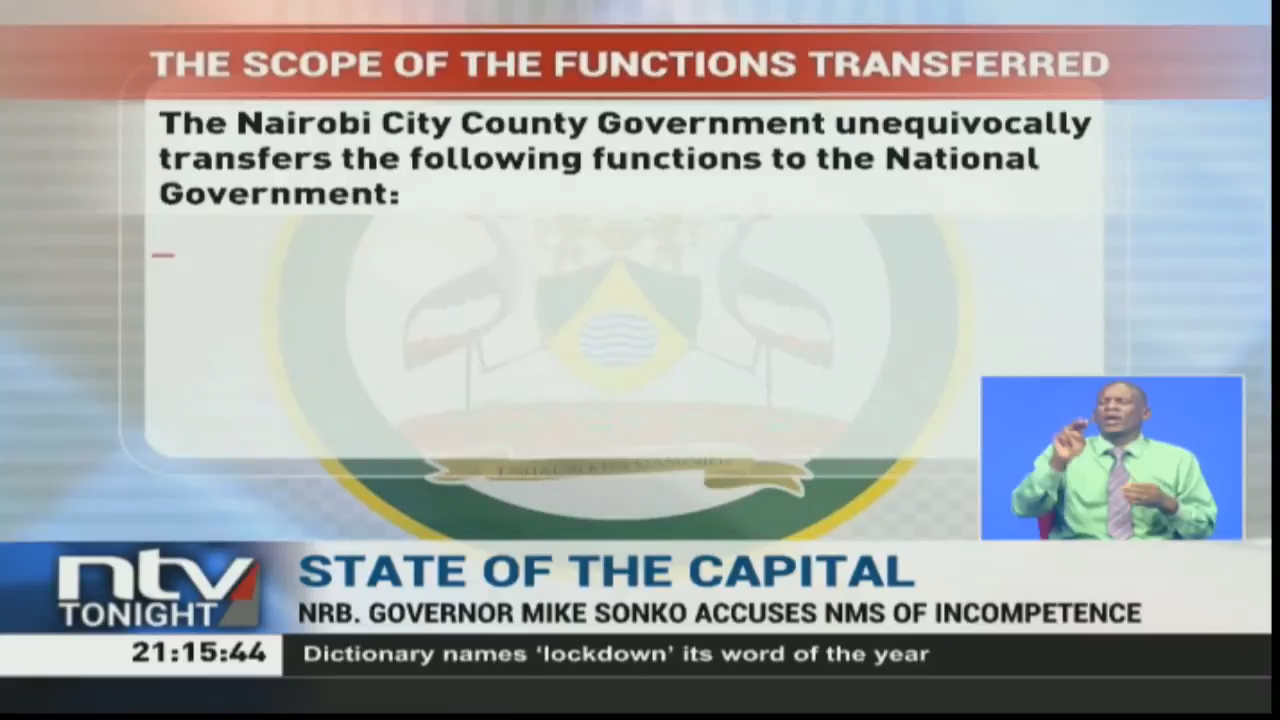 THE SCOPE OF THE FUNCTIONS TRANSFERRED
The Nairobi City County Government unequivocally
transfers the following functions to the National
Government:
ntv
TONIGHT
STATE OF THE CAPITAL
NRB. GOVERNOR MIKE SONKO ACCUSES NMS OF INCOMPETENCE
21:15:44
Dictionary names ‘lockdown’ its word of the year